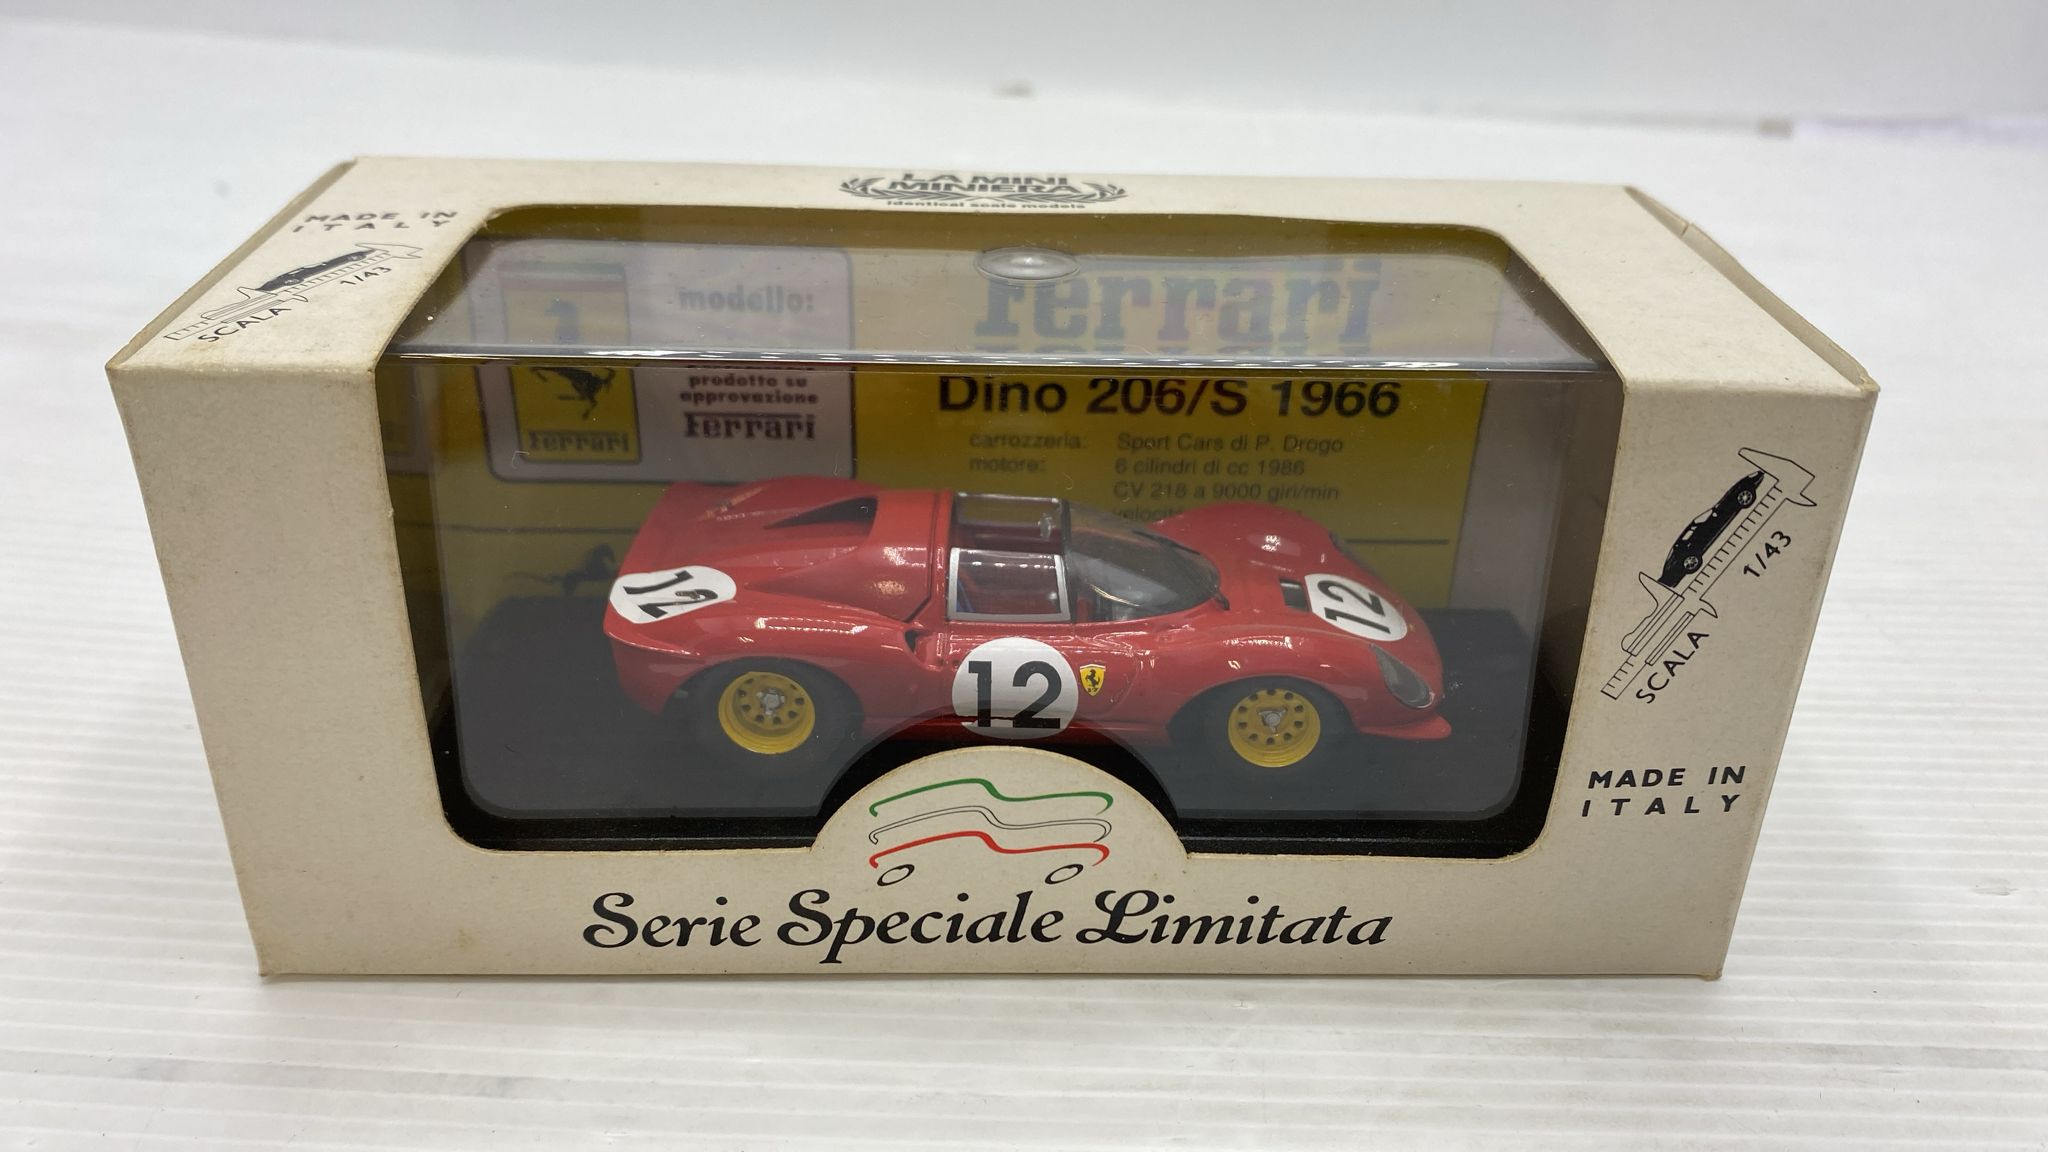 LA MINI
MINIERA
identical scale models
MADE IN
ITALY
1/43
SCALA
modello:
prodotto su
approvazione
Ferrari
Ferrari
Ferrari
Dino 206/S 1966
carrozzeria: Sport Cars di P. Drogo
motore: 6 cilindri di cc 1986
CV 218 a 9000 giri/min
velocità
12
12
12
1/43
SCALA
MADE IN
ITALY
Serie Speciale Limitata